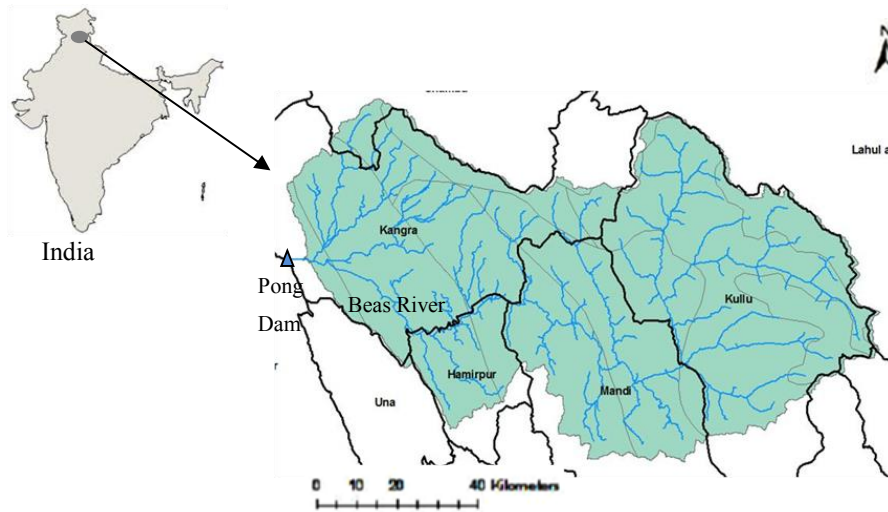 India
N
Lahul a
Kangra
Kullu
Pong
Dam
Beas River
Hamirpur
Mandi
Una
0 10 20 40 Kilometers